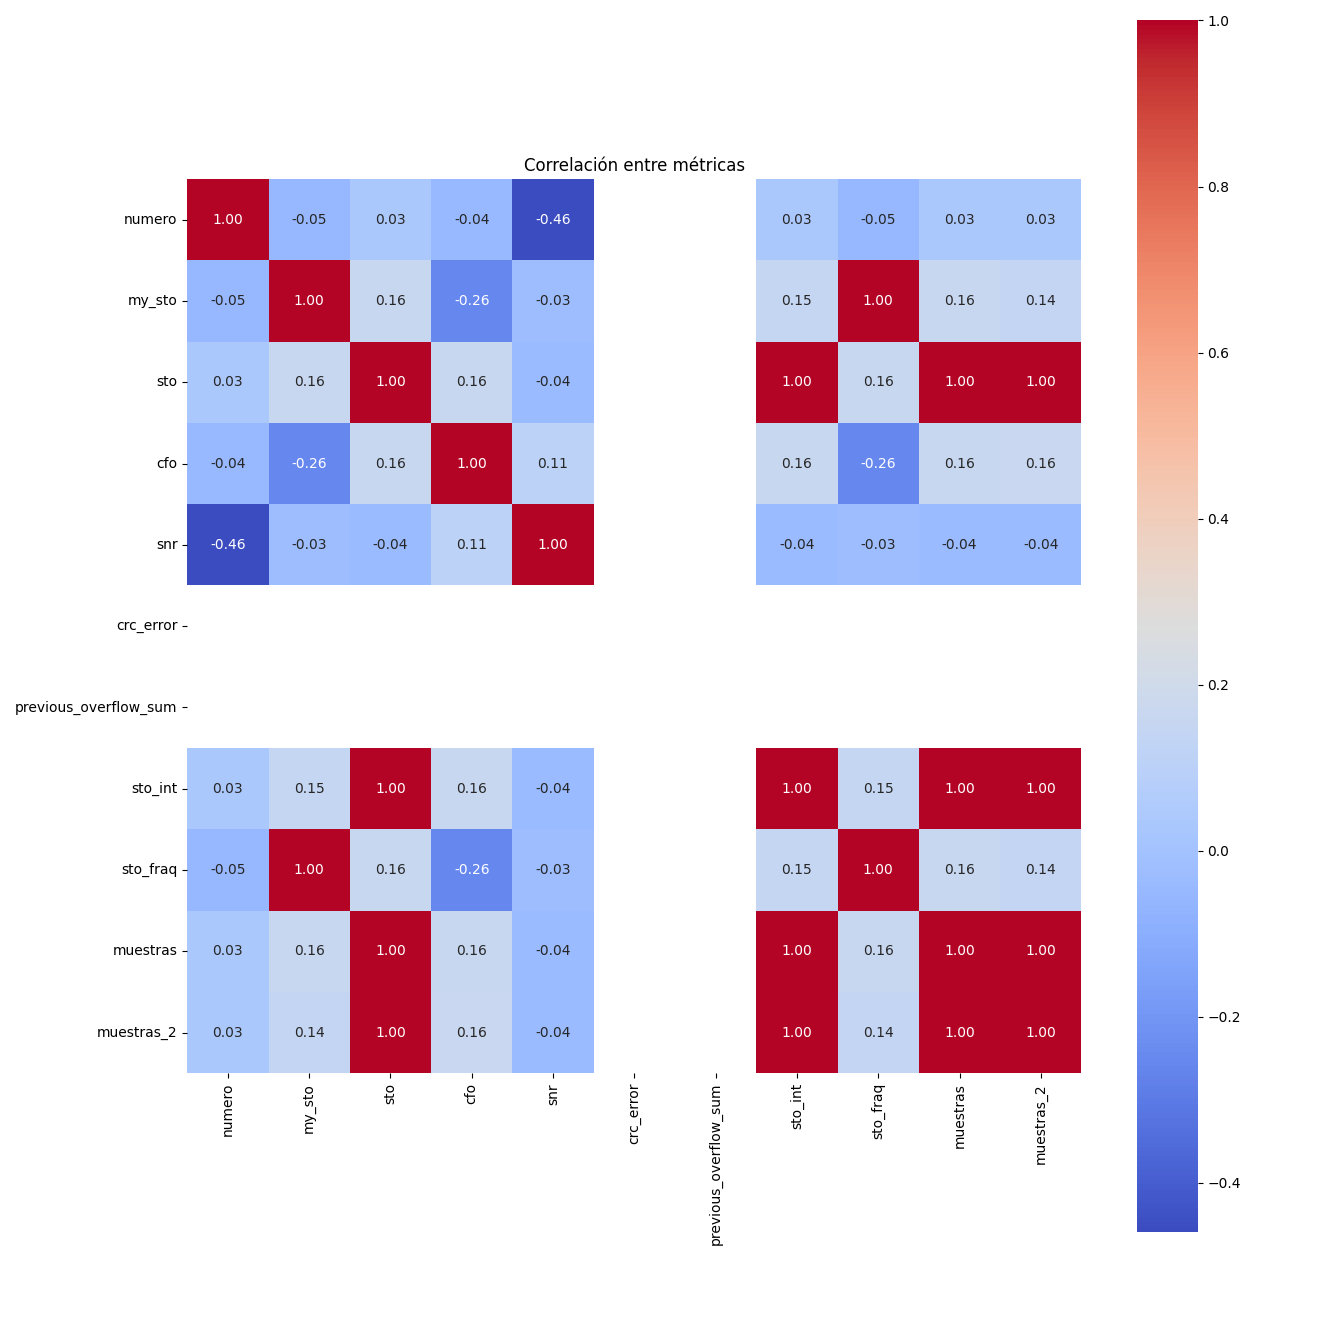 Correlación entre métricas
numero 1.00 -0.05 0.03 -0.04 -0.46 0.03 -0.05 0.03 0.03
my_sto -0.05 1.00 0.16 -0.26 -0.03 0.15 1.00 0.16 0.14
sto 0.03 0.16 1.00 0.16 -0.04 1.00 0.16 1.00 1.00
cfo -0.04 -0.26 0.16 1.00 0.11 0.16 -0.26 0.16 0.16
snr -0.46 -0.03 -0.04 0.11 1.00 -0.04 -0.03 -0.04 -0.04
crc_error
previous_overflow_sum
sto_int 0.03 0.15 1.00 0.16 -0.04 1.00 0.15 1.00 1.00
sto_fraq -0.05 1.00 0.16 -0.26 -0.03 0.15 1.00 0.16 0.14
muestras 0.03 0.16 1.00 0.16 -0.04 1.00 0.16 1.00 1.00
muestras_2 0.03 0.14 1.00 0.16 -0.04 1.00 0.14 1.00 1.00
numero
my_sto
sto
cfo
snr
crc_error
previous_overflow_sum
sto_int
sto_fraq
muestras
muestras_2
1.0
0.8
0.6
0.4
0.2
0.0
−0.2
−0.4